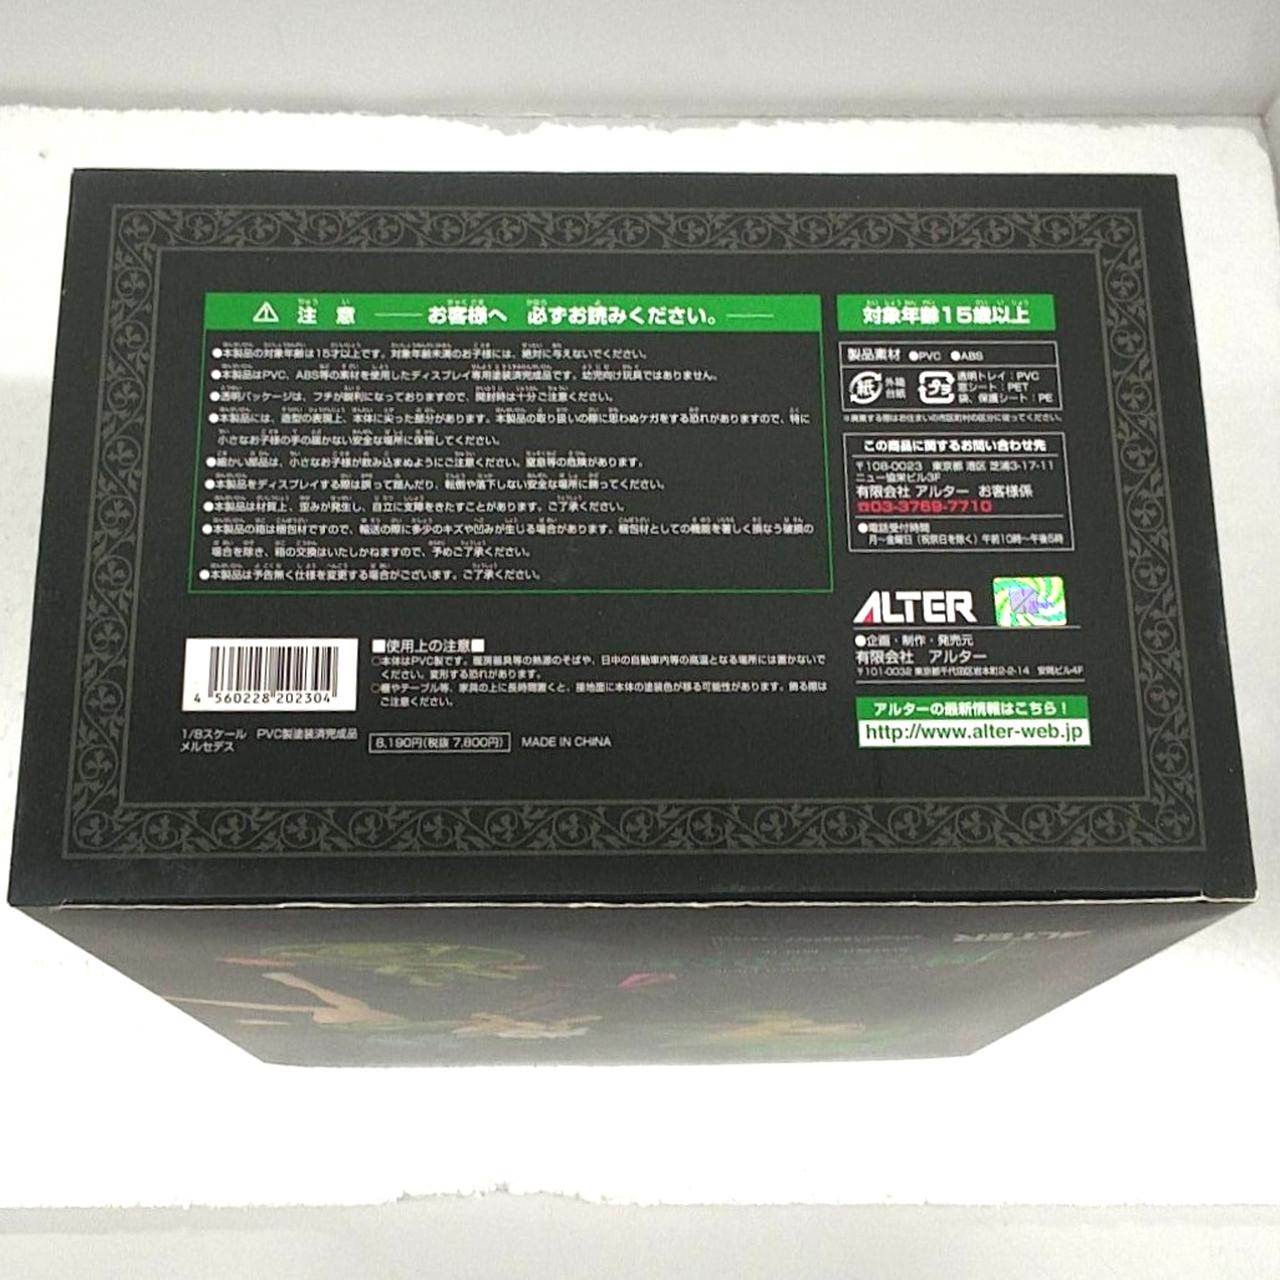 注意 お客様へ 必ずお読みください。
●本製品の対象年齢は15才以上です。対象年齢未満のお子様には、絶対に与えないでください。
●本製品はPVC、ABS等の素材を使用したディスプレイ専用塗装済完成品です。幼児向け玩具ではありません。
●透明パッケージは、フチが鋭利になっておりますので、開封時は十分ご注意ください。
●本製品には、造型の表現上、本体に尖った部分があります。本製品の取り扱いの際に思わぬケガをする恐れがありますので、特に
小さなお子様の手の届かない安全な場所に保管してください。
●細かい部品は、小さなお子様が飲み込まぬようにご注意ください。窒息等の危険があります。
●本製品をディスプレイする際は誤って踏んだり、転倒や落下しない安全な場所に飾ってください。
●本製品は材質上、歪みが発生し、自立に支障をきたすことがあります。ご了承ください。
●本製品の箱は梱包材ですので、輸送の際に多少のキズや凹みが生じる場合があります。梱包材としての機能を著しく損なう破損の
場合を除き、箱の交換はいたしかねますので、予めご了承ください。
●本製品は予告無く仕様を変更する場合がございます。ご了承ください。
対象年齢15歳以上
製品素材 ●PVC ●ABS
紙 外箱
台紙
プラ 透明トレイ：PVC
窓シート：PET
袋、保護シート：PE
※廃棄する際はお住まいの市区町村の区分に従ってください。
この商品に関するお問い合わせ先
〒108-0023 東京都 港区 芝浦3-17-11
ニュー協栄ビル3F
有限会社 アルター お客様係
☎03-3769-7710
●電話受付時間
月〜金曜日（祝祭日を除く）午前10時〜午後5時
ALTER
●企画・制作・発売元
有限会社 アルター
〒101-0032 東京都千代田区岩本町2-2-14 安岡ビル4F
アルターの最新情報はこちら！
http://www.alter-web.jp
4 560228 202304
■使用上の注意■
○本体はPVC製です。暖房器具等の熱源のそばや、日中の自動車内等の高温となる場所には置かないで
ください。変形する恐れがあります。
○棚やテーブル等、家具の上に長時間置くと、接地面に本体の塗装色が移る可能性があります。飾る際は
ご注意ください。
1/8スケール PVC製塗装済完成品
メルセデス
8,190円(税抜 7,800円)
MADE IN CHINA
ALTER